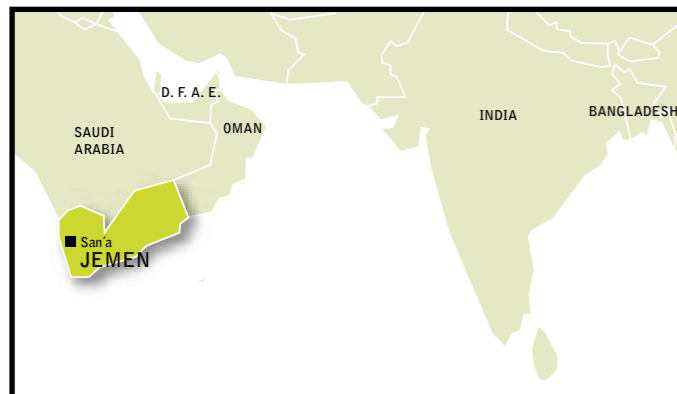 D. F. A. E.
SAUDI
ARABIA
OMAN
INDIA
BANGLADESH
San´a
JEMEN